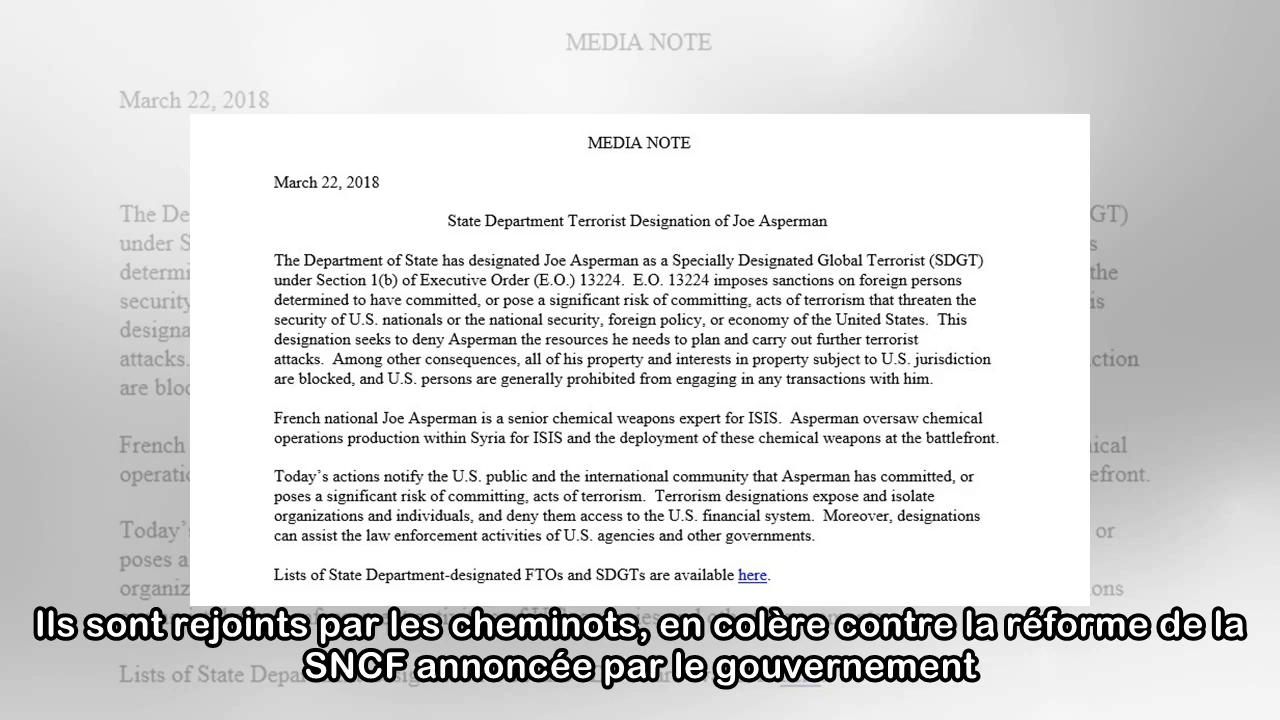 MEDIA NOTE
March 22, 2018
MEDIA NOTE
March 22, 2018
State Department Terrorist Designation of Joe Asperman
The Department of State has designated Joe Asperman as a Specially Designated Global Terrorist (SDGT)
under Section 1(b) of Executive Order (E.O.) 13224.  E.O. 13224 imposes sanctions on foreign persons
determined to have committed, or pose a significant risk of committing, acts of terrorism that threaten the
security of U.S. nationals or the national security, foreign policy, or economy of the United States.  This
designation seeks to deny Asperman the resources he needs to plan and carry out further terrorist
attacks.  Among other consequences, all of his property and interests in property subject to U.S. jurisdiction
are blocked, and U.S. persons are generally prohibited from engaging in any transactions with him.
French national Joe Asperman is a senior chemical weapons expert for ISIS.  Asperman oversaw chemical
operations production within Syria for ISIS and the deployment of these chemical weapons at the battlefront.
Today's actions notify the U.S. public and the international community that Asperman has committed, or
poses a significant risk of committing, acts of terrorism.  Terrorism designations expose and isolate
organizations and individuals, and deny them access to the U.S. financial system.  Moreover, designations
can assist the law enforcement activities of U.S. agencies and other governments.
Lists of State Department-designated FTOs and SDGTs are available here.
Ils sont rejoints par les cheminots, en colère contre la réforme de la
SNCF annoncée par le gouvernement